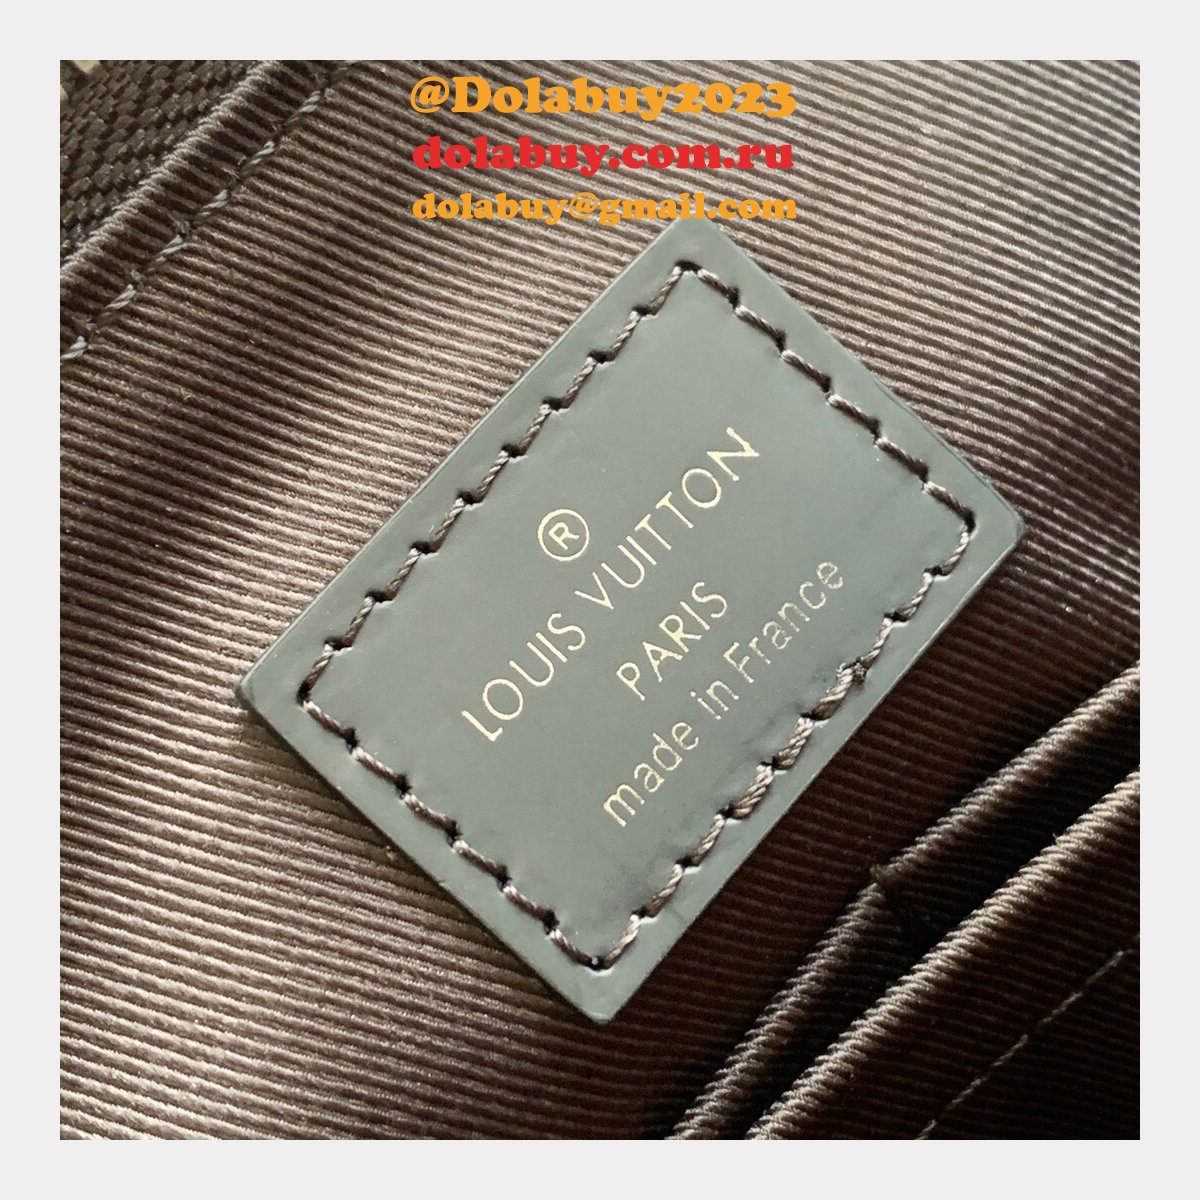 @Dolabuy2023
dolabuy.com.ru
dolabuy@gmail.com
®
LOUIS VUITTON
PARIS
made in France